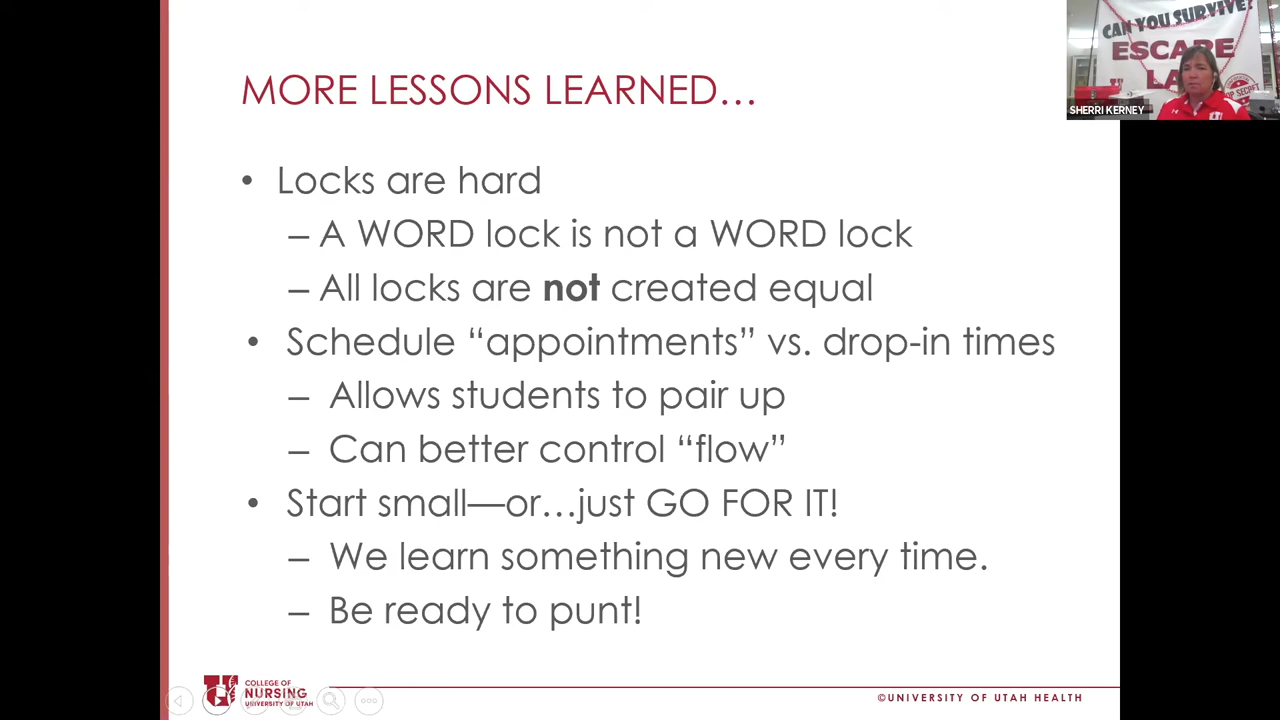 CAN YOU SURVIVE?
ESCAPE
LA
TOP SECRET
SHERRI KERNEY
MORE LESSONS LEARNED…
• Locks are hard
– A WORD lock is not a WORD lock
– All locks are not created equal
• Schedule “appointments” vs. drop-in times
– Allows students to pair up
– Can better control “flow”
• Start small—or…just GO FOR IT!
– We learn something new every time.
– Be ready to punt!
COLLEGE OF
NURSING
UNIVERSITY OF UTAH
©UNIVERSITY OF UTAH HEALTH